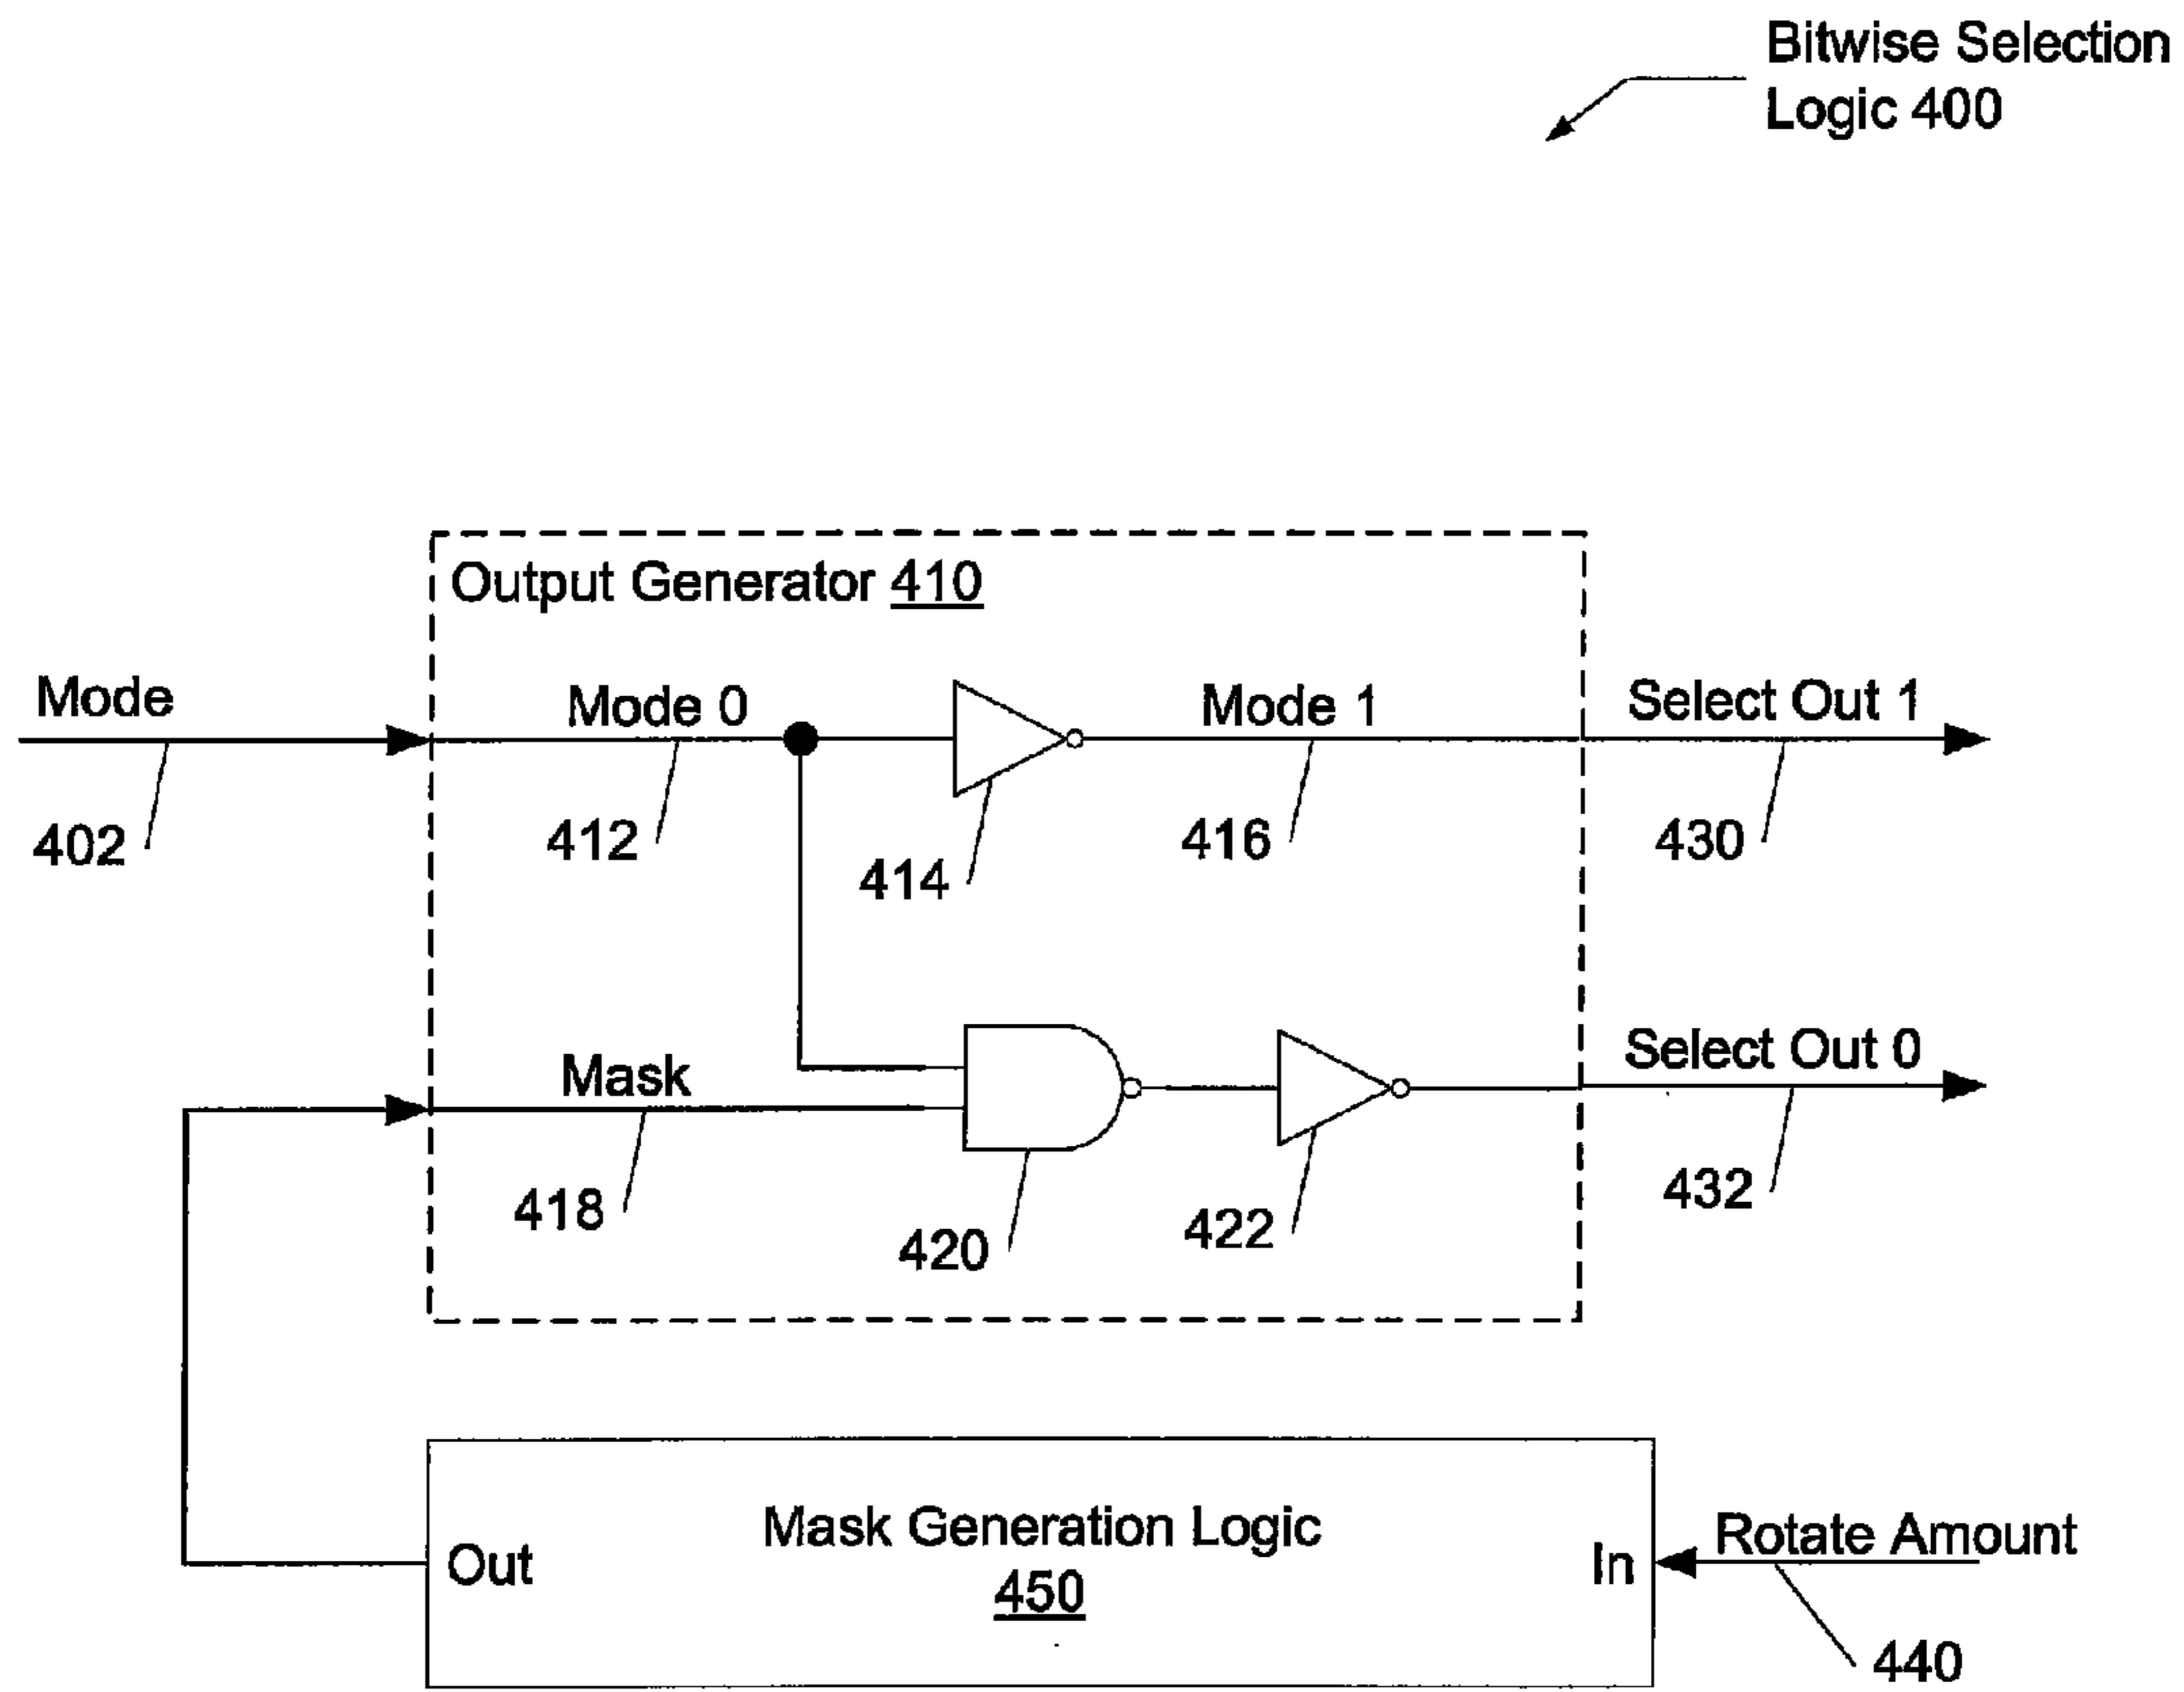 Bitwise Selection
Logic 400
Output Generator 410
Mode
Mode 0
Mode 1
Select Out 1
402
412
414
416
430
Mask
Select Out 0
418
420
422
432
Mask Generation Logic
450
Out
In
Rotate Amount
440